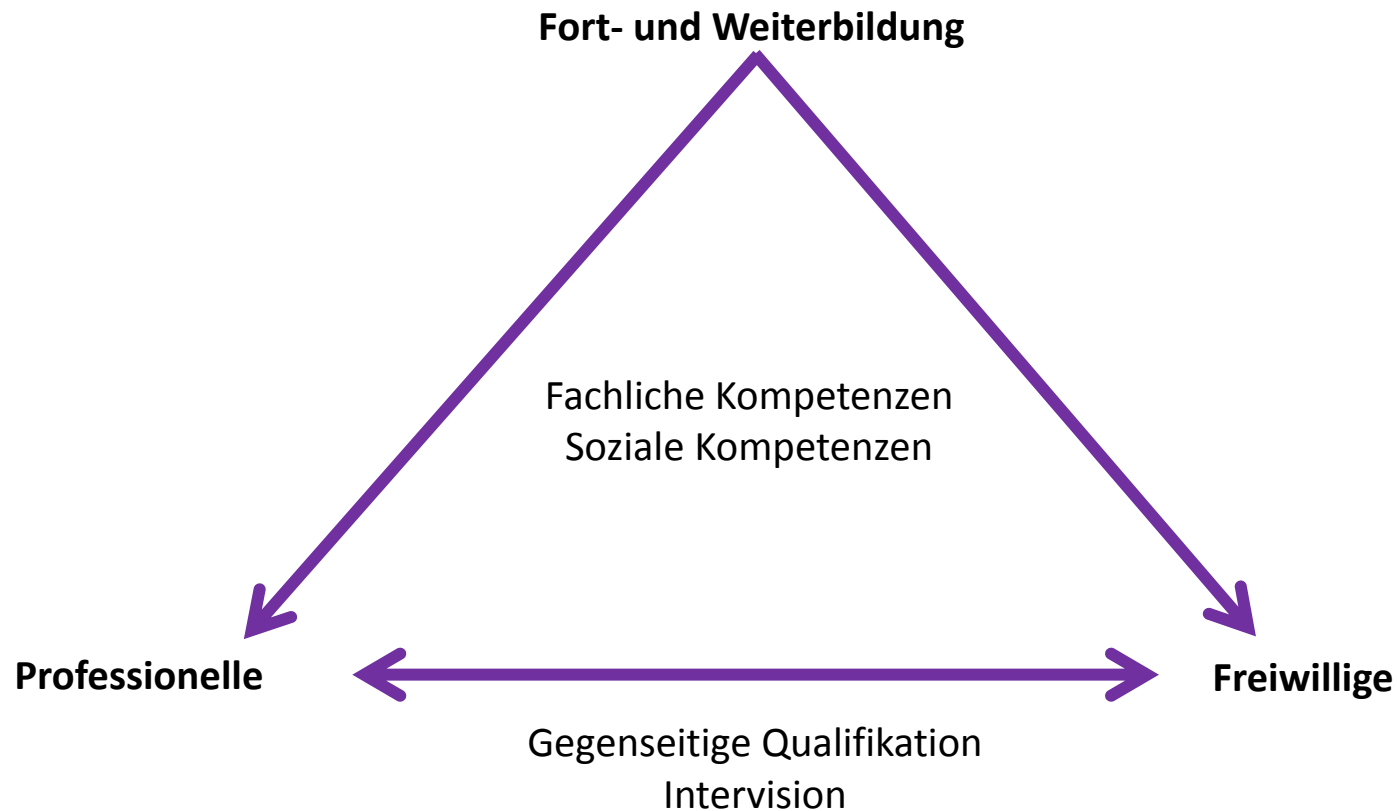 Fort- und Weiterbildung
Fachliche Kompetenzen
Soziale Kompetenzen
Professionelle
Freiwillige
Gegenseitige Qualifikation
Intervision